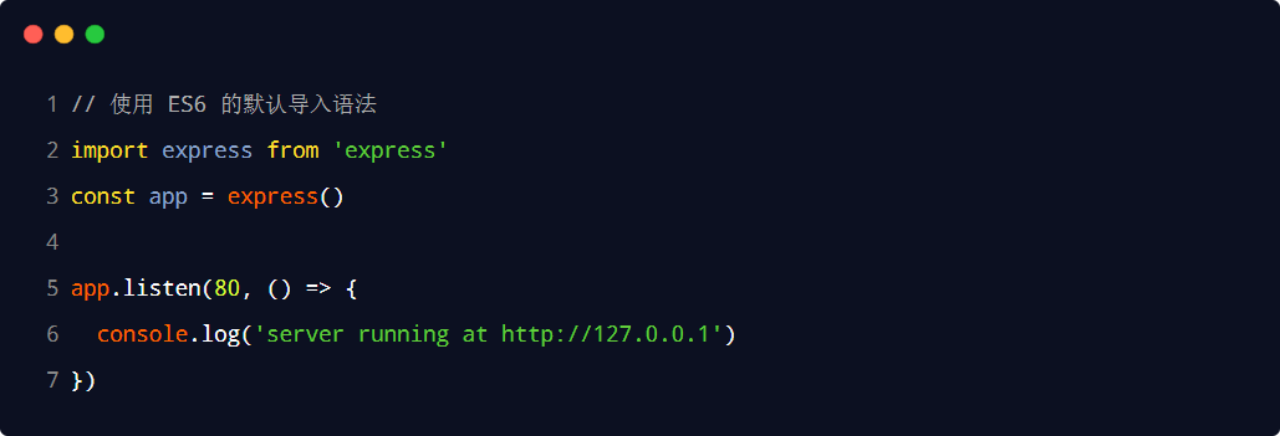 1 // 使用 ES6 的默认导入语法
2 import express from 'express'
3 const app = express()
4
5 app.listen(80, () => {
6   console.log('server running at http://127.0.0.1')
7 })